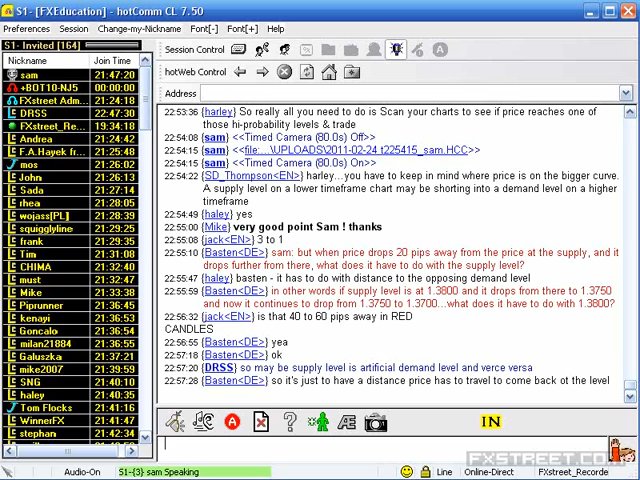 S1- [FXEducation] - hotComm CL 7.50
Preferences Session Change-my-Nickname Font[-] Font[+] Help
S1- Invited [164]
Nickname Join Time
sam 21:47:20
+BOT10-NJ5 00:00:00
FXstreet Adm... 21:24:18
DRSS 22:47:30
FXstreet_Re... 19:34:18
Andrea 21:24:42
F.A.Hayek fr... 21:25:48
mos 21:26:02
John 21:26:13
Sada 21:27:14
rhea 21:28:05
wojass[PL] 21:28:39
squigglyline 21:29:25
frank 21:29:35
Tim 21:31:08
CHIMA 21:32:40
must 21:32:47
Mike 21:33:38
Piprunner 21:36:45
kenayi 21:36:53
Goncalo 21:36:54
milan21884 21:36:55
Galuszka 21:37:21
mike2007 21:39:59
SNG 21:40:10
haley 21:40:35
Tom Flocks 21:41:16
WinnerFX 21:41:47
stephan 21:42:34
Session Control
hotWeb Control
Address
22:53:36 {harley} So really all you need to do is Scan your charts to see if price reaches one of
those hi-probability levels & trade
22:54:08 {sam} <<Timed Camera (80.0s) Off>>
22:54:15 {sam} <<file:...\UPLOADS\2011-02-24 t225415_sam.HCC>>
22:54:15 {sam} <<Timed Camera (80.0s) On>>
22:54:22 {SD_Thompson<EN>} harley...you have to keep in mind where price is on the bigger curve.
A supply level on a lower timeframe chart may be shorting into a demand level on a higher
timeframe
22:54:49 {haley} yes
22:55:00 {Mike} very good point Sam ! thanks
22:55:08 {jack<EN>} 3 to 1
22:55:10 {Basten<DE>} sam: but when price drops 20 pips away from the price at the supply, and it
drops further from there, what does it have to do with the supply level?
22:55:47 {haley} basten - it has to do with distance to the opposing demand level
22:55:59 {Basten<DE>} in other words if supply level is at 1.3800 and it drops from there to 1.3750
and now it continues to drop from 1.3750 to 1.3700...what does it have to do with 1.3800?
22:56:32 {jack<EN>} is that 40 to 60 pips away in RED
CANDLES
22:56:55 {Basten<DE>} yea
22:57:18 {Basten<DE>} ok
22:57:20 {DRSS} so may be supply level is artificial demand level and verce versa
22:57:28 {Basten<DE>} so it's just to have a distance price has to travel to come back ot the level
IN
FXSTREET.COM
Audio-On S1-{3} sam Speaking Line Online-Direct FXstreet_Recorde